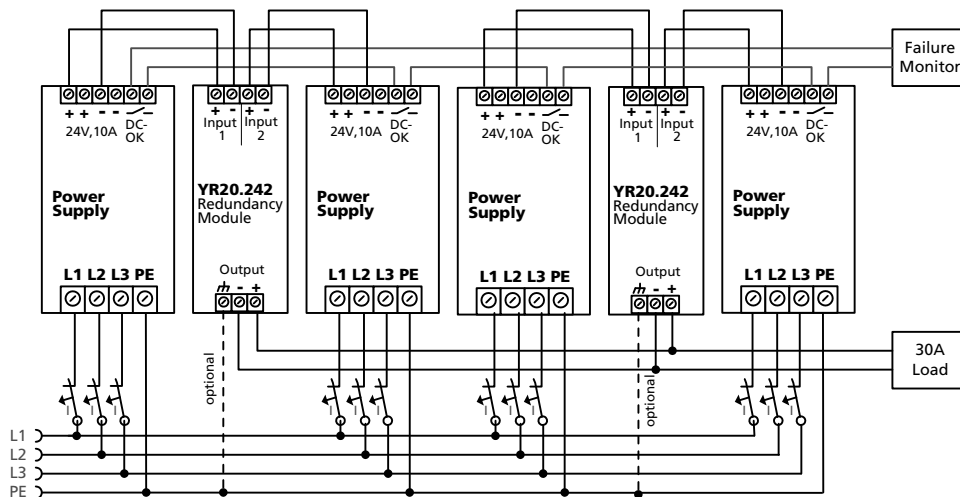 Failure
Monitor
+ + - - DC-
24V,10A OK
Power
Supply
L1 L2 L3 PE
+ - + -
Input Input
1 2
YR20.242
Redundancy
Module
Output
- +
optional
+ + - - DC-
24V,10A OK
Power
Supply
L1 L2 L3 PE
+ + - - DC-
24V,10A OK
Power
Supply
L1 L2 L3 PE
+ - + -
Input Input
1 2
YR20.242
Redundancy
Module
Output
- +
optional
+ + - - DC-
24V,10A OK
Power
Supply
L1 L2 L3 PE
30A
Load
I I I
I I I
I I I
I I I
L1
L2
L3
PE